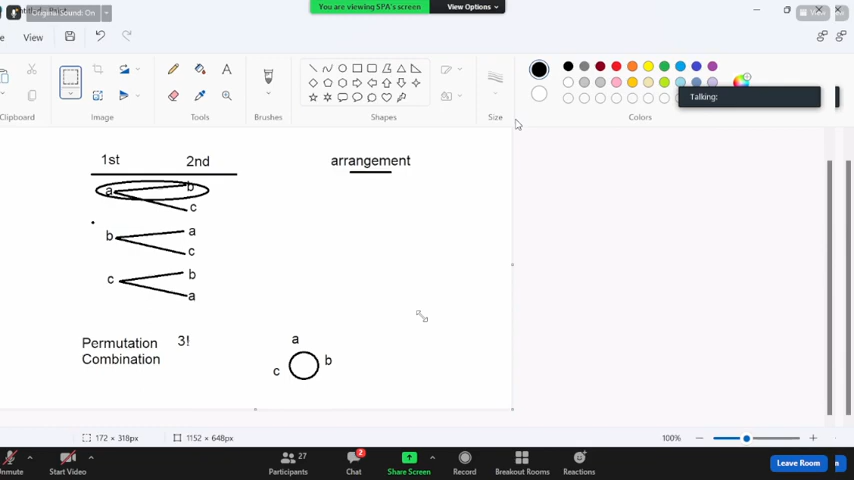 Original Sound: On
You are viewing SPA's screen
View Options
View
View
Clipboard
Image
Tools
Brushes
Shapes
Size
Colors
Talking:
1st 2nd
arrangement
a b
c
b a
c
c b
a
Permutation 3!
Combination
a
c b
172 × 318px
1152 × 648px
100%
Unmute
Start Video
27
Participants
2
Chat
Share Screen
Record
Breakout Rooms
Reactions
Leave Room